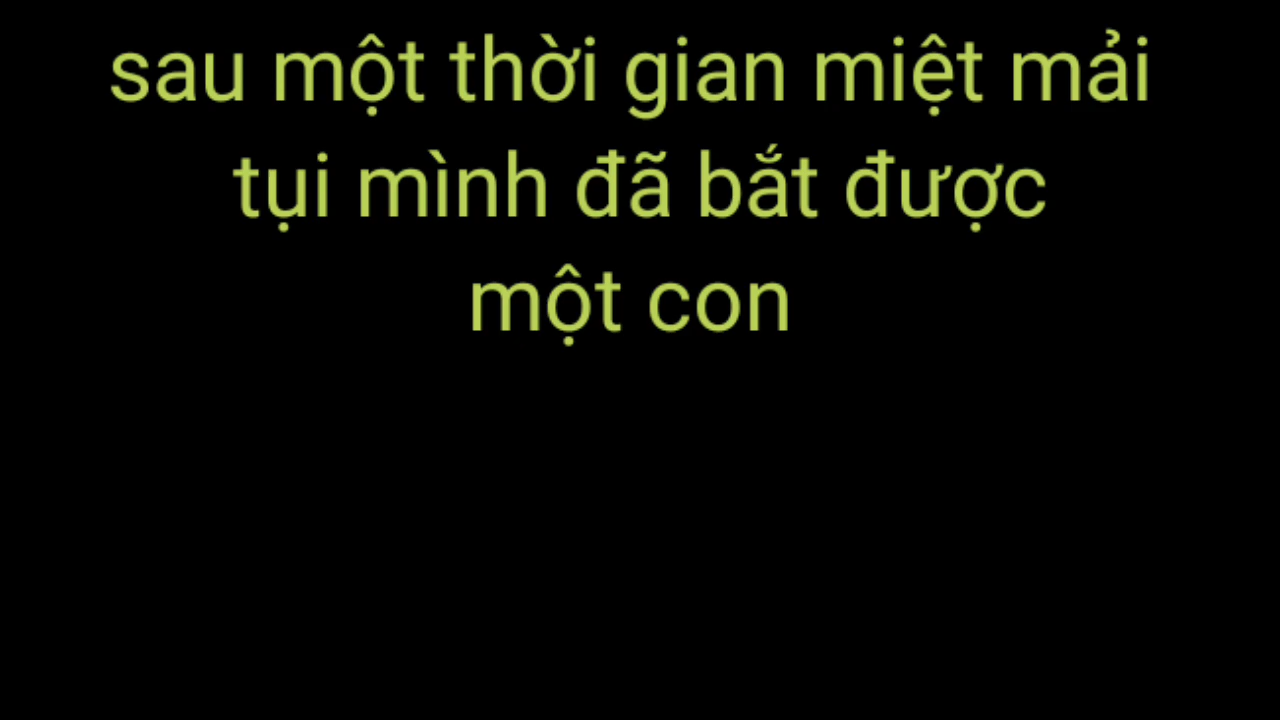 sau một thời gian miệt mải
tụi mình đã bắt được
một con